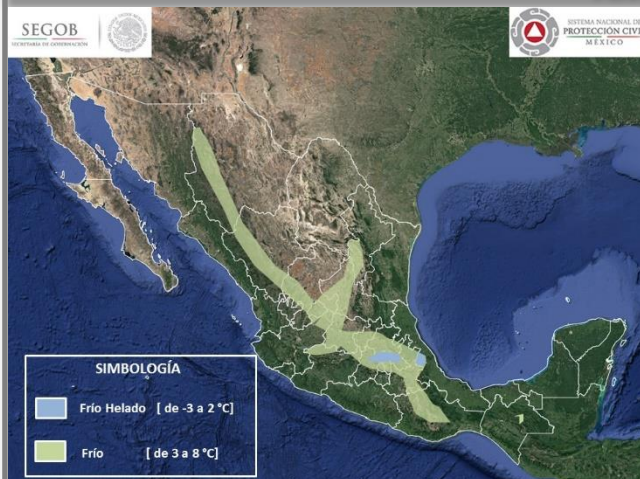 SEGOB
SECRETARÍA DE GOBERNACIÓN
SISTEMA NACIONAL DE
PROTECCIÓN CIVI
MÉXICO
SIMBOLOGÍA
Frío Helado [ de -3 a 2 °C]
Frío [ de 3 a 8 °C]